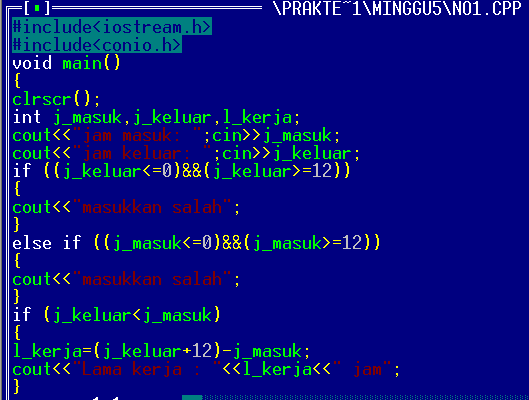 [▪] \PRAKTE~1\MINGGU5\NO1.CPP
#include<iostream.h>
#include<conio.h>
void main()
{
clrscr();
int j_masuk,j_keluar,l_kerja;
cout<<"jam masuk: ";cin>>j_masuk;
cout<<"jam keluar: ";cin>>j_keluar;
if ((j_keluar<=0)&&(j_keluar>=12))
{
cout<<"masukkan salah";
}
else if ((j_masuk<=0)&&(j_masuk>=12))
{
cout<<"masukkan salah";
}
if (j_keluar<j_masuk)
{
l_kerja=(j_keluar+12)-j_masuk;
cout<<"Lama kerja : "<<l_kerja<<" jam";
}